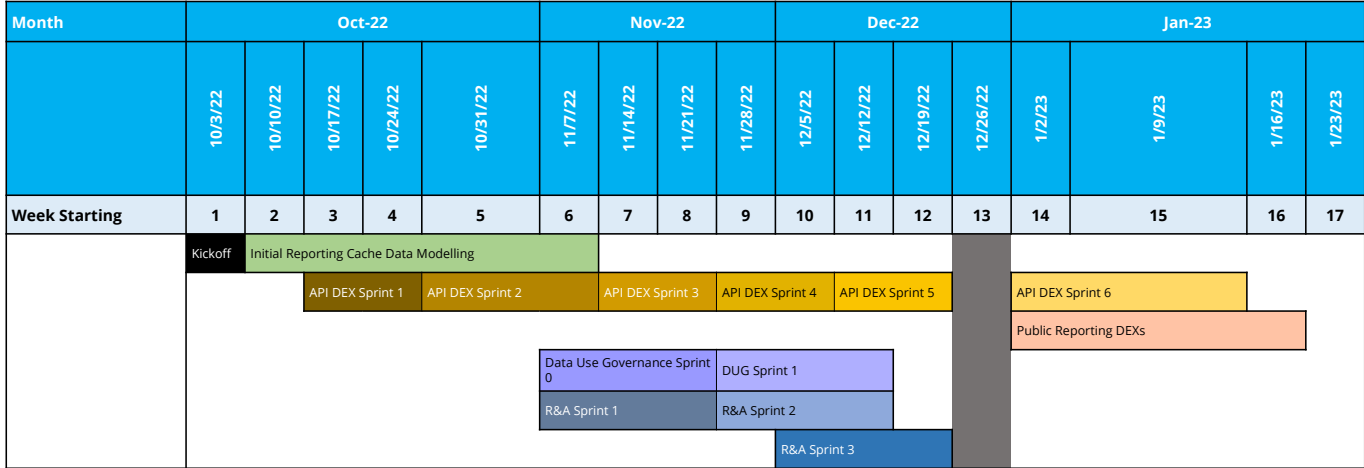 Month Oct-22 Nov-22 Dec-22 Jan-23
10/3/22 10/10/22 10/17/22 10/24/22 10/31/22 11/7/22 11/14/22 11/21/22 11/28/22 12/5/22 12/12/22 12/19/22 12/26/22 1/2/23 1/9/23 1/16/23 1/23/23
Week Starting 1 2 3 4 5 6 7 8 9 10 11 12 13 14 15 16 17
Kickoff Initial Reporting Cache Data Modelling
API DEX Sprint 1 API DEX Sprint 2 API DEX Sprint 3 API DEX Sprint 4 API DEX Sprint 5 API DEX Sprint 6
Public Reporting DEXs
Data Use Governance Sprint
0
DUG Sprint 1
R&A Sprint 1 R&A Sprint 2
R&A Sprint 3